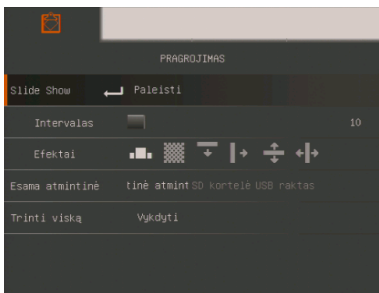 PRAGROJIMAS
Slide Show Paleisti
Intervalas 10
Efektai
Esama atmintinė tinė atmint SD kortelė USB raktas
Trinti viską Vykdyti